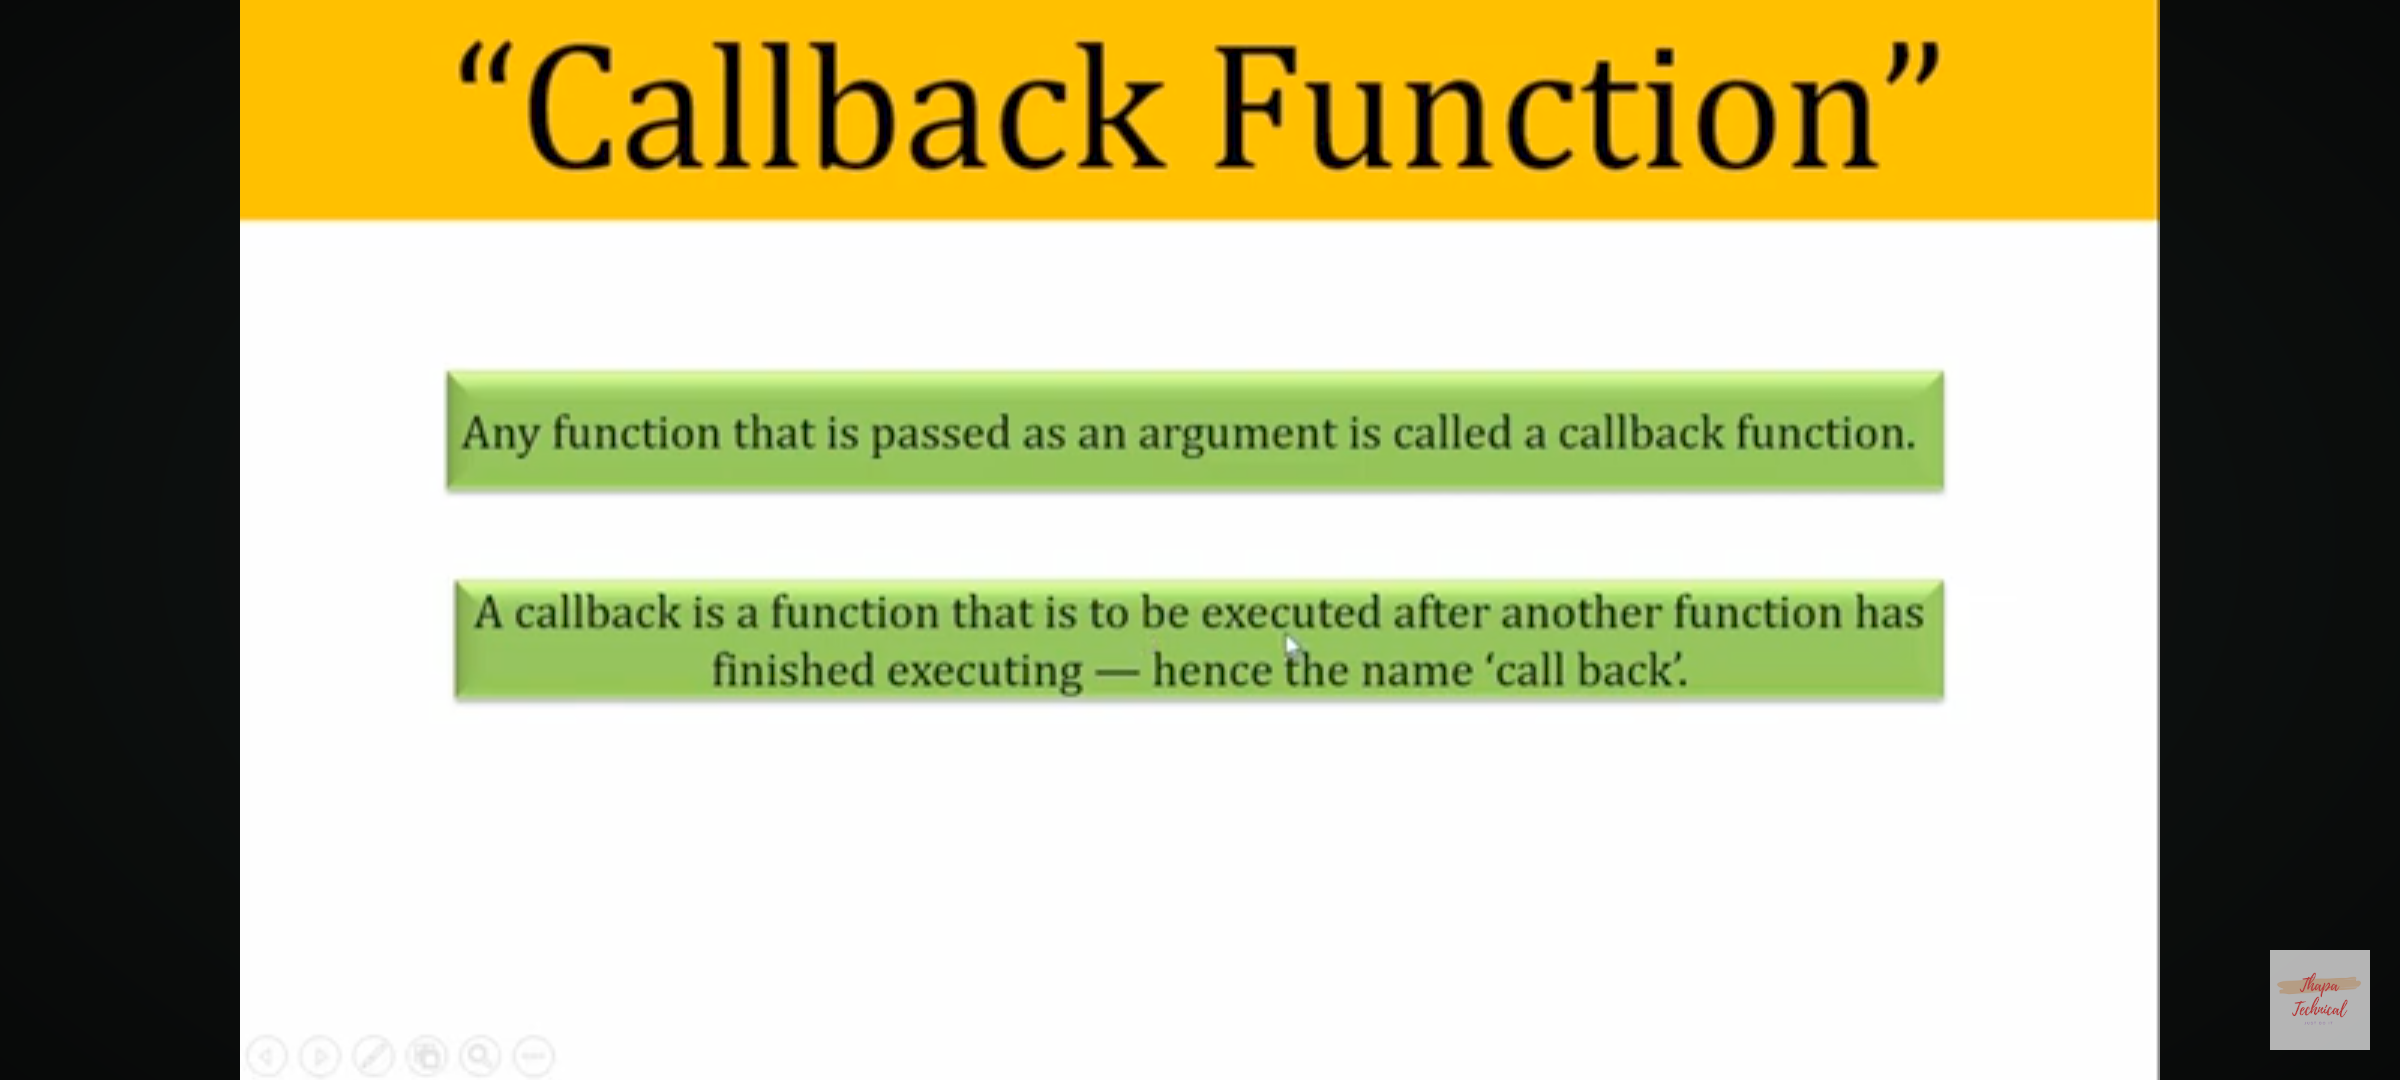 “Callback Function”
Any function that is passed as an argument is called a callback function.
A callback is a function that is to be executed after another function has
finished executing — hence the name ‘call back’.
Thapa
Technical